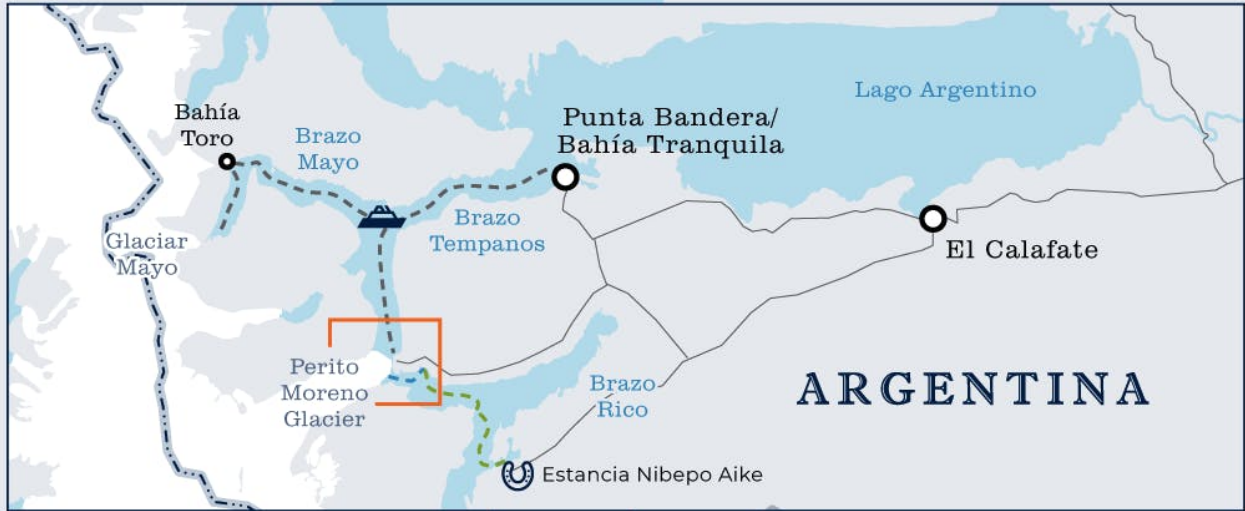 Bahía
Toro
Brazo
Mayo
Punta Bandera/
Bahía Tranquila
Lago Argentino
Brazo
Tempanos
Glaciar
Mayo
El Calafate
Perito
Moreno
Glacier
Brazo
Rico
ARGENTINA
Estancia Nibepo Aike